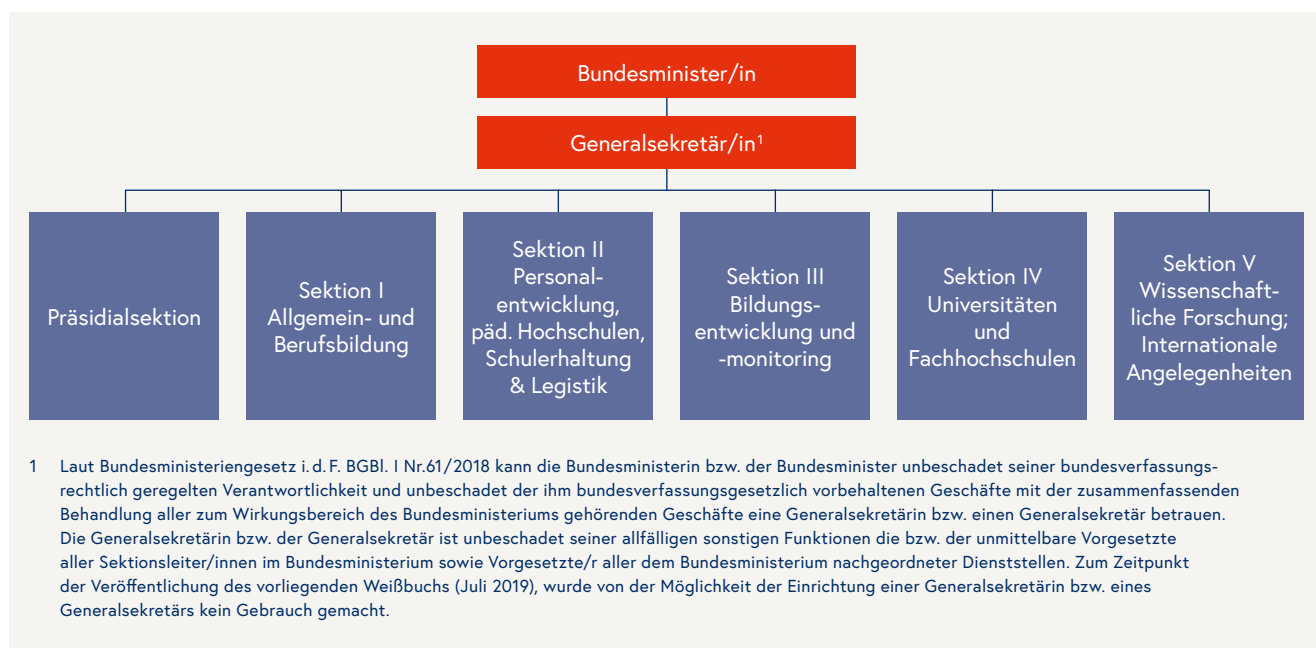 Bundesminister/in
Generalsekretär/in¹
Präsidialsektion
Sektion I
Allgemein- und
Berufsbildung
Sektion II
Personal-
entwicklung,
päd. Hochschulen,
Schulerhaltung
& Legistik
Sektion III
Bildungs-
entwicklung und
-monitoring
Sektion IV
Universitäten
und
Fachhochschulen
Sektion V
Wissenschaft-
liche Forschung;
Internationale
Angelegenheiten
1 Laut Bundesministeriengesetz i. d. F. BGBl. I Nr.61/2018 kann die Bundesministerin bzw. der Bundesminister unbeschadet seiner bundesverfassungs-
rechtlich geregelten Verantwortlichkeit und unbeschadet der ihm bundesverfassungsgesetzlich vorbehaltenen Geschäfte mit der zusammenfassenden
Behandlung aller zum Wirkungsbereich des Bundesministeriums gehörenden Geschäfte eine Generalsekretärin bzw. einen Generalsekretär betrauen.
Die Generalsekretärin bzw. der Generalsekretär ist unbeschadet seiner allfälligen sonstigen Funktionen die bzw. der unmittelbare Vorgesetzte
aller Sektionsleiter/innen im Bundesministerium sowie Vorgesetzte/r aller dem Bundesministerium nachgeordneter Dienststellen. Zum Zeitpunkt
der Veröffentlichung des vorliegenden Weißbuchs (Juli 2019), wurde von der Möglichkeit der Einrichtung einer Generalsekretärin bzw. eines
Generalsekretärs kein Gebrauch gemacht.